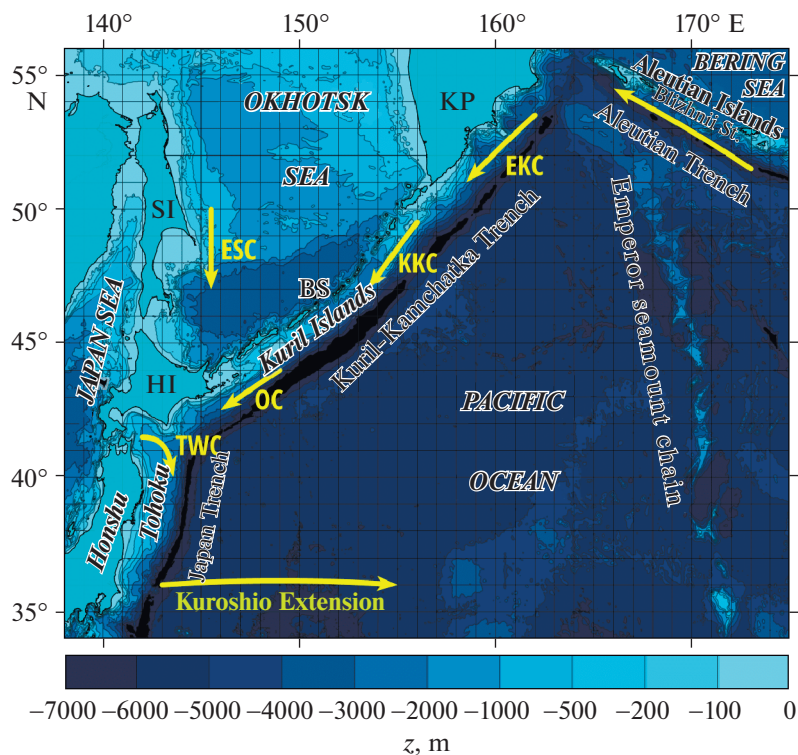 140° 150° 160° 170° E
55°
N
50°
45°
40°
35°
BERING
SEA
Aleutian Islands
Blizhnii St.
Aleutian Trench
OKHOTSK
SEA
KP
EKC
SI
ESC
KKC
BS
Kuril Islands
Kuril-Kamchatka Trench
Emperor seamount chain
JAPAN SEA
HI
OC
PACIFIC
OCEAN
TWC
Honshu
Tohoku
Japan Trench
Kuroshio Extension
−7000 −6000 −5000 −4000 −3000 −2000 −1000 −500 −200 −100 0
z, m